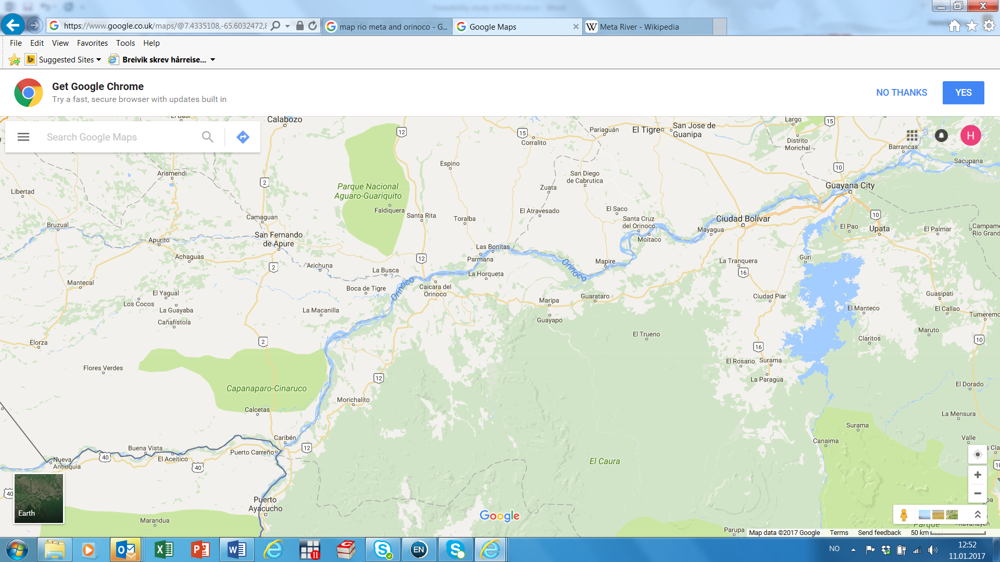 https://www.google.co.uk/maps/@7.4335108,-65.6032472,8
map rio meta and orinoco - G...
Google Maps
Meta River - Wikipedia
File Edit View Favorites Tools Help
Suggested Sites
Breivik skrev hårreise...
Get Google Chrome
Try a fast, secure browser with updates built in
NO THANKS
YES
Search Google Maps
H
Calabozo
12
15
Corralito
Pariaguán
El Tigre
San Jose de
Guanipa
Largo
15
Distrito
Morichal
Barrancas
Sacupana
Arismendi
Espino
San Diego
de Cabrutica
10
2
Libertad
Parque Nacional
Aguaro-Guariquito
Zuata
Guayana City
Faldiquera
Santa Rita
Toralba
El Atravesado
El Saco
Camaguan
Santa Cruz
del Orinoco
Ciudad Bolívar
10
Bruzual
San Fernando
de Apure
Apurito
Mayagua
El Pao
Upata
El Palmar
Campame
Río Grand
Moitaco
Las Bonitas
Achaguas
12
Parmana
Mapire
La Tranquera
Guri
2
Arichuna
La Busca
La Horqueta
Orinoco
16
Mantecal
Boca de Tigre
Orinoco
Caicara del
Orinoco
El Yagual
Los Cocos
La Guayaba
La Macanilla
Maripa
Guarataro
Ciudad Piar
Guasipati
El Manteco
El Callao
Tumeremo
Cañafístola
Guayapo
El Trueno
Maruto
Elorza
2
Claritos
10
16
Flores Verdes
El Rosario
Surama
12
La Paragua
Capanaparo-Cinaruco
El Dorado
Morichalito
Calcetas
La Mensura
Surama
Caribén
Valle
Canaima
Buena Vista
12
Puerto Carreño
40
El Aceitico
Nueva
Antioquia
40
El Caura
40
Puerto
Ayacucho
Earth
Marandua
Google
Parupa
Parque
Map data ©2017 Google Terms Send feedback 50 km
11
EN
NO
12:52
11.01.2017